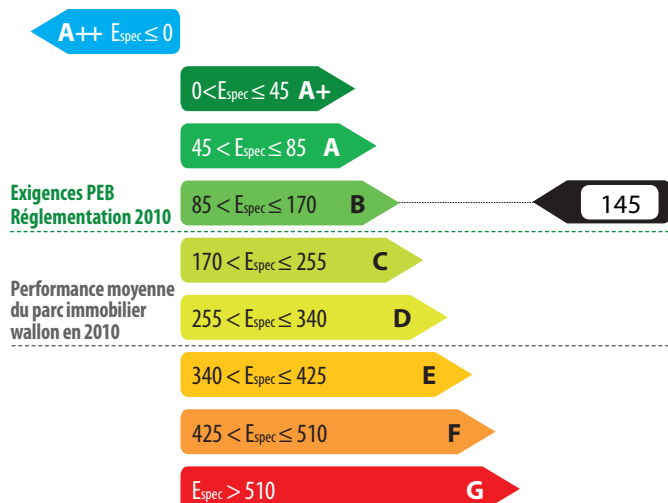 A++ Espec ≤ 0
0<Espec ≤ 45 A+
45 < Espec ≤ 85 A
Exigences PEB
Réglementation 2010
85 < Espec ≤ 170 B
145
170 < Espec ≤ 255 C
Performance moyenne
du parc immobilier
wallon en 2010
255 < Espec ≤ 340 D
340 < Espec ≤ 425 E
425 < Espec ≤ 510 F
Espec > 510 G